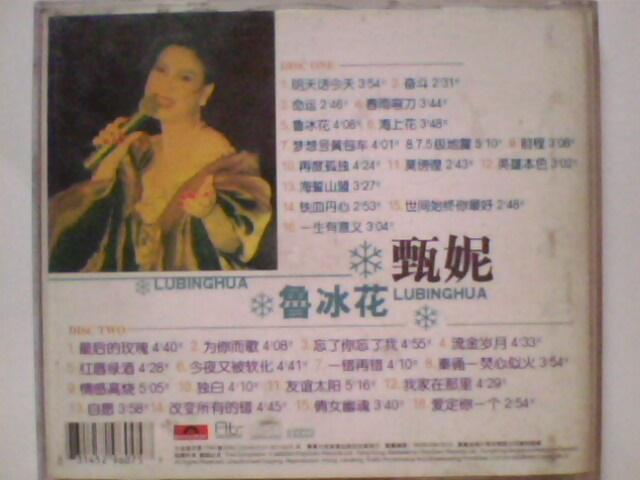 DISC ONE
1. 明天话今天 3'54" 2. 奋斗 2'31"
3. 命运 2'46" 4. 春雨弯刀 3'44"
5. 鲁冰花 4'08" 6. 海上花 3'48"
7. 梦想号黄包车 4'01" 8. 7.5级地震 5'10" 9. 前程 3'08"
10. 再度孤独 4'24" 11. 莫徬徨 2'43" 12. 英雄本色 3'02"
13. 海誓山盟 3'27"
14. 铁血丹心 2'53" 15. 世间始终你最好 2'48"
16. 一生有意义 3'04"
甄妮
LUBINGHUA
鲁冰花 LUBINGHUA
DISC TWO
1. 最后的玫瑰 4'40" 2. 为你而歌 4'08" 3. 忘了你忘了我 4'55" 4. 流金岁月 4'33"
5. 红唇绿酒 4'28" 6. 今夜又被软化 4'41" 7. 一错再错 4'10" 8. 秦俑一焚心似火 3'54"
9. 情感高烧 5'05" 10. 独白 4'10" 11. 友谊太阳 5'16" 12. 我家在那里 4'29"
13. 自愿 3'58" 14. 改变所有的错 4'45" 15. 倩女幽魂 3'40" 16. 爱定你一个 2'54"